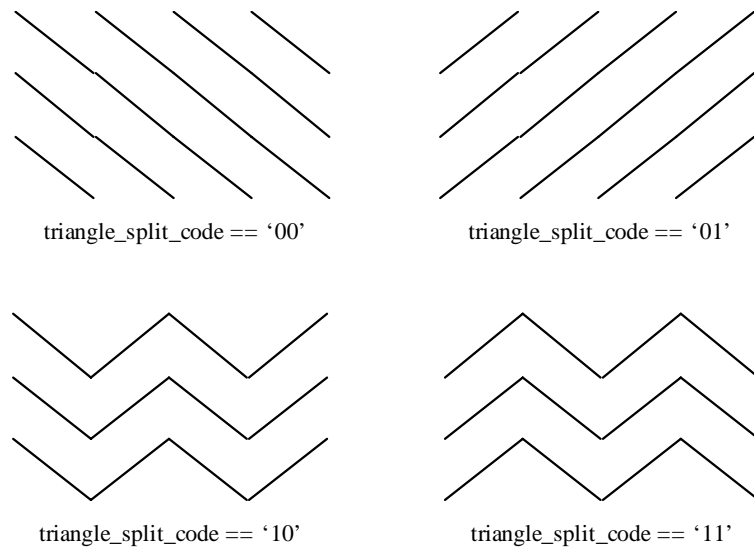 triangle_split_code == ‘00’
triangle_split_code == ‘01’
triangle_split_code == ‘10’
triangle_split_code == ‘11’